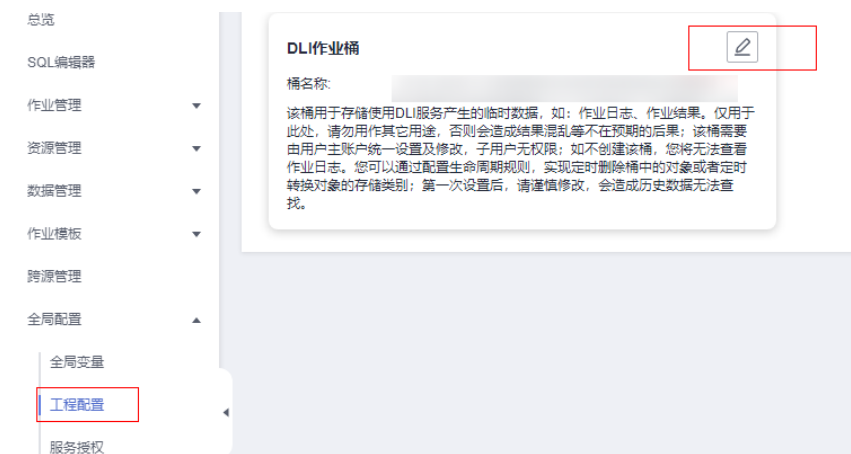 总览
SQL编辑器
作业管理
资源管理
数据管理
作业模板
跨源管理
全局配置
全局变量
工程配置
服务授权
DLI作业桶
桶名称:
该桶用于存储使用DLI服务产生的临时数据，如：作业日志、作业结果。仅用于
此处，请勿用作其它用途，否则会造成结果混乱等不在预期的后果；该桶需要
由用户主账户统一设置及修改，子用户无权限；如不创建该桶，您将无法查看
作业日志。您可以通过配置生命周期规则，实现定时删除桶中的对象或者定时
转换对象的存储类别；第一次设置后，请谨慎修改，会造成历史数据无法查
找。